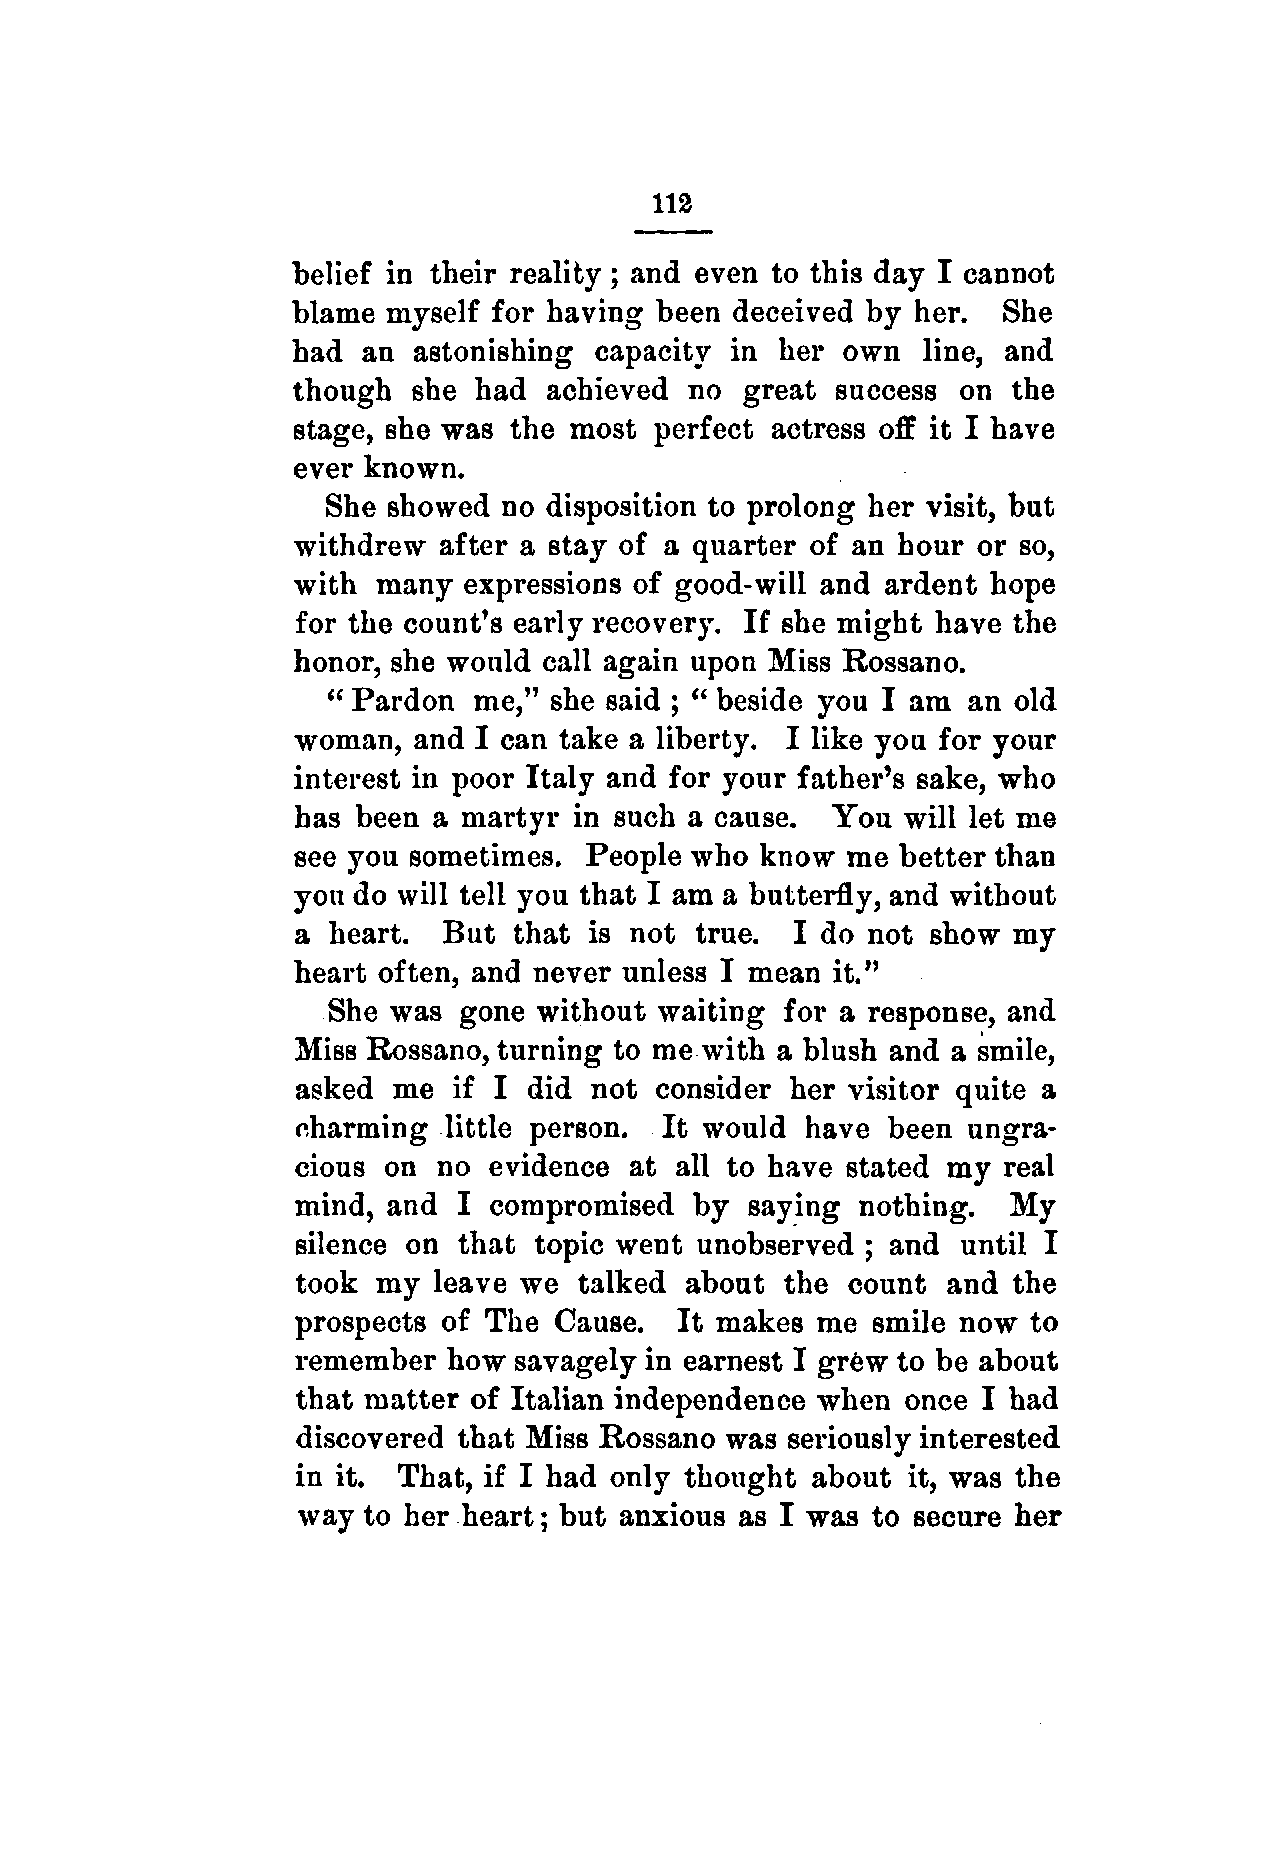 112
belief in their reality ; and even to this day I cannot
blame myself for having been deceived by her. She
had an astonishing capacity in her own line, and
though she had achieved no great success on the
stage, she was the most perfect actress off it I have
ever known.
She showed no disposition to prolong her visit, but
withdrew after a stay of a quarter of an hour or so,
with many expressions of good-will and ardent hope
for the count's early recovery. If she might have the
honor, she would call again upon Miss Rossano.
“ Pardon me,” she said ; “ beside you I am an old
woman, and I can take a liberty. I like you for your
interest in poor Italy and for your father's sake, who
has been a martyr in such a cause. You will let me
see you sometimes. People who know me better than
you do will tell you that I am a butterfly, and without
a heart. But that is not true. I do not show my
heart often, and never unless I mean it.”
She was gone without waiting for a response, and
Miss Rossano, turning to me with a blush and a smile,
asked me if I did not consider her visitor quite a
charming little person. It would have been ungra-
cious on no evidence at all to have stated my real
mind, and I compromised by saying nothing. My
silence on that topic went unobserved ; and until I
took my leave we talked about the count and the
prospects of The Cause. It makes me smile now to
remember how savagely in earnest I grew to be about
that matter of Italian independence when once I had
discovered that Miss Rossano was seriously interested
in it. That, if I had only thought about it, was the
way to her heart ; but anxious as I was to secure her